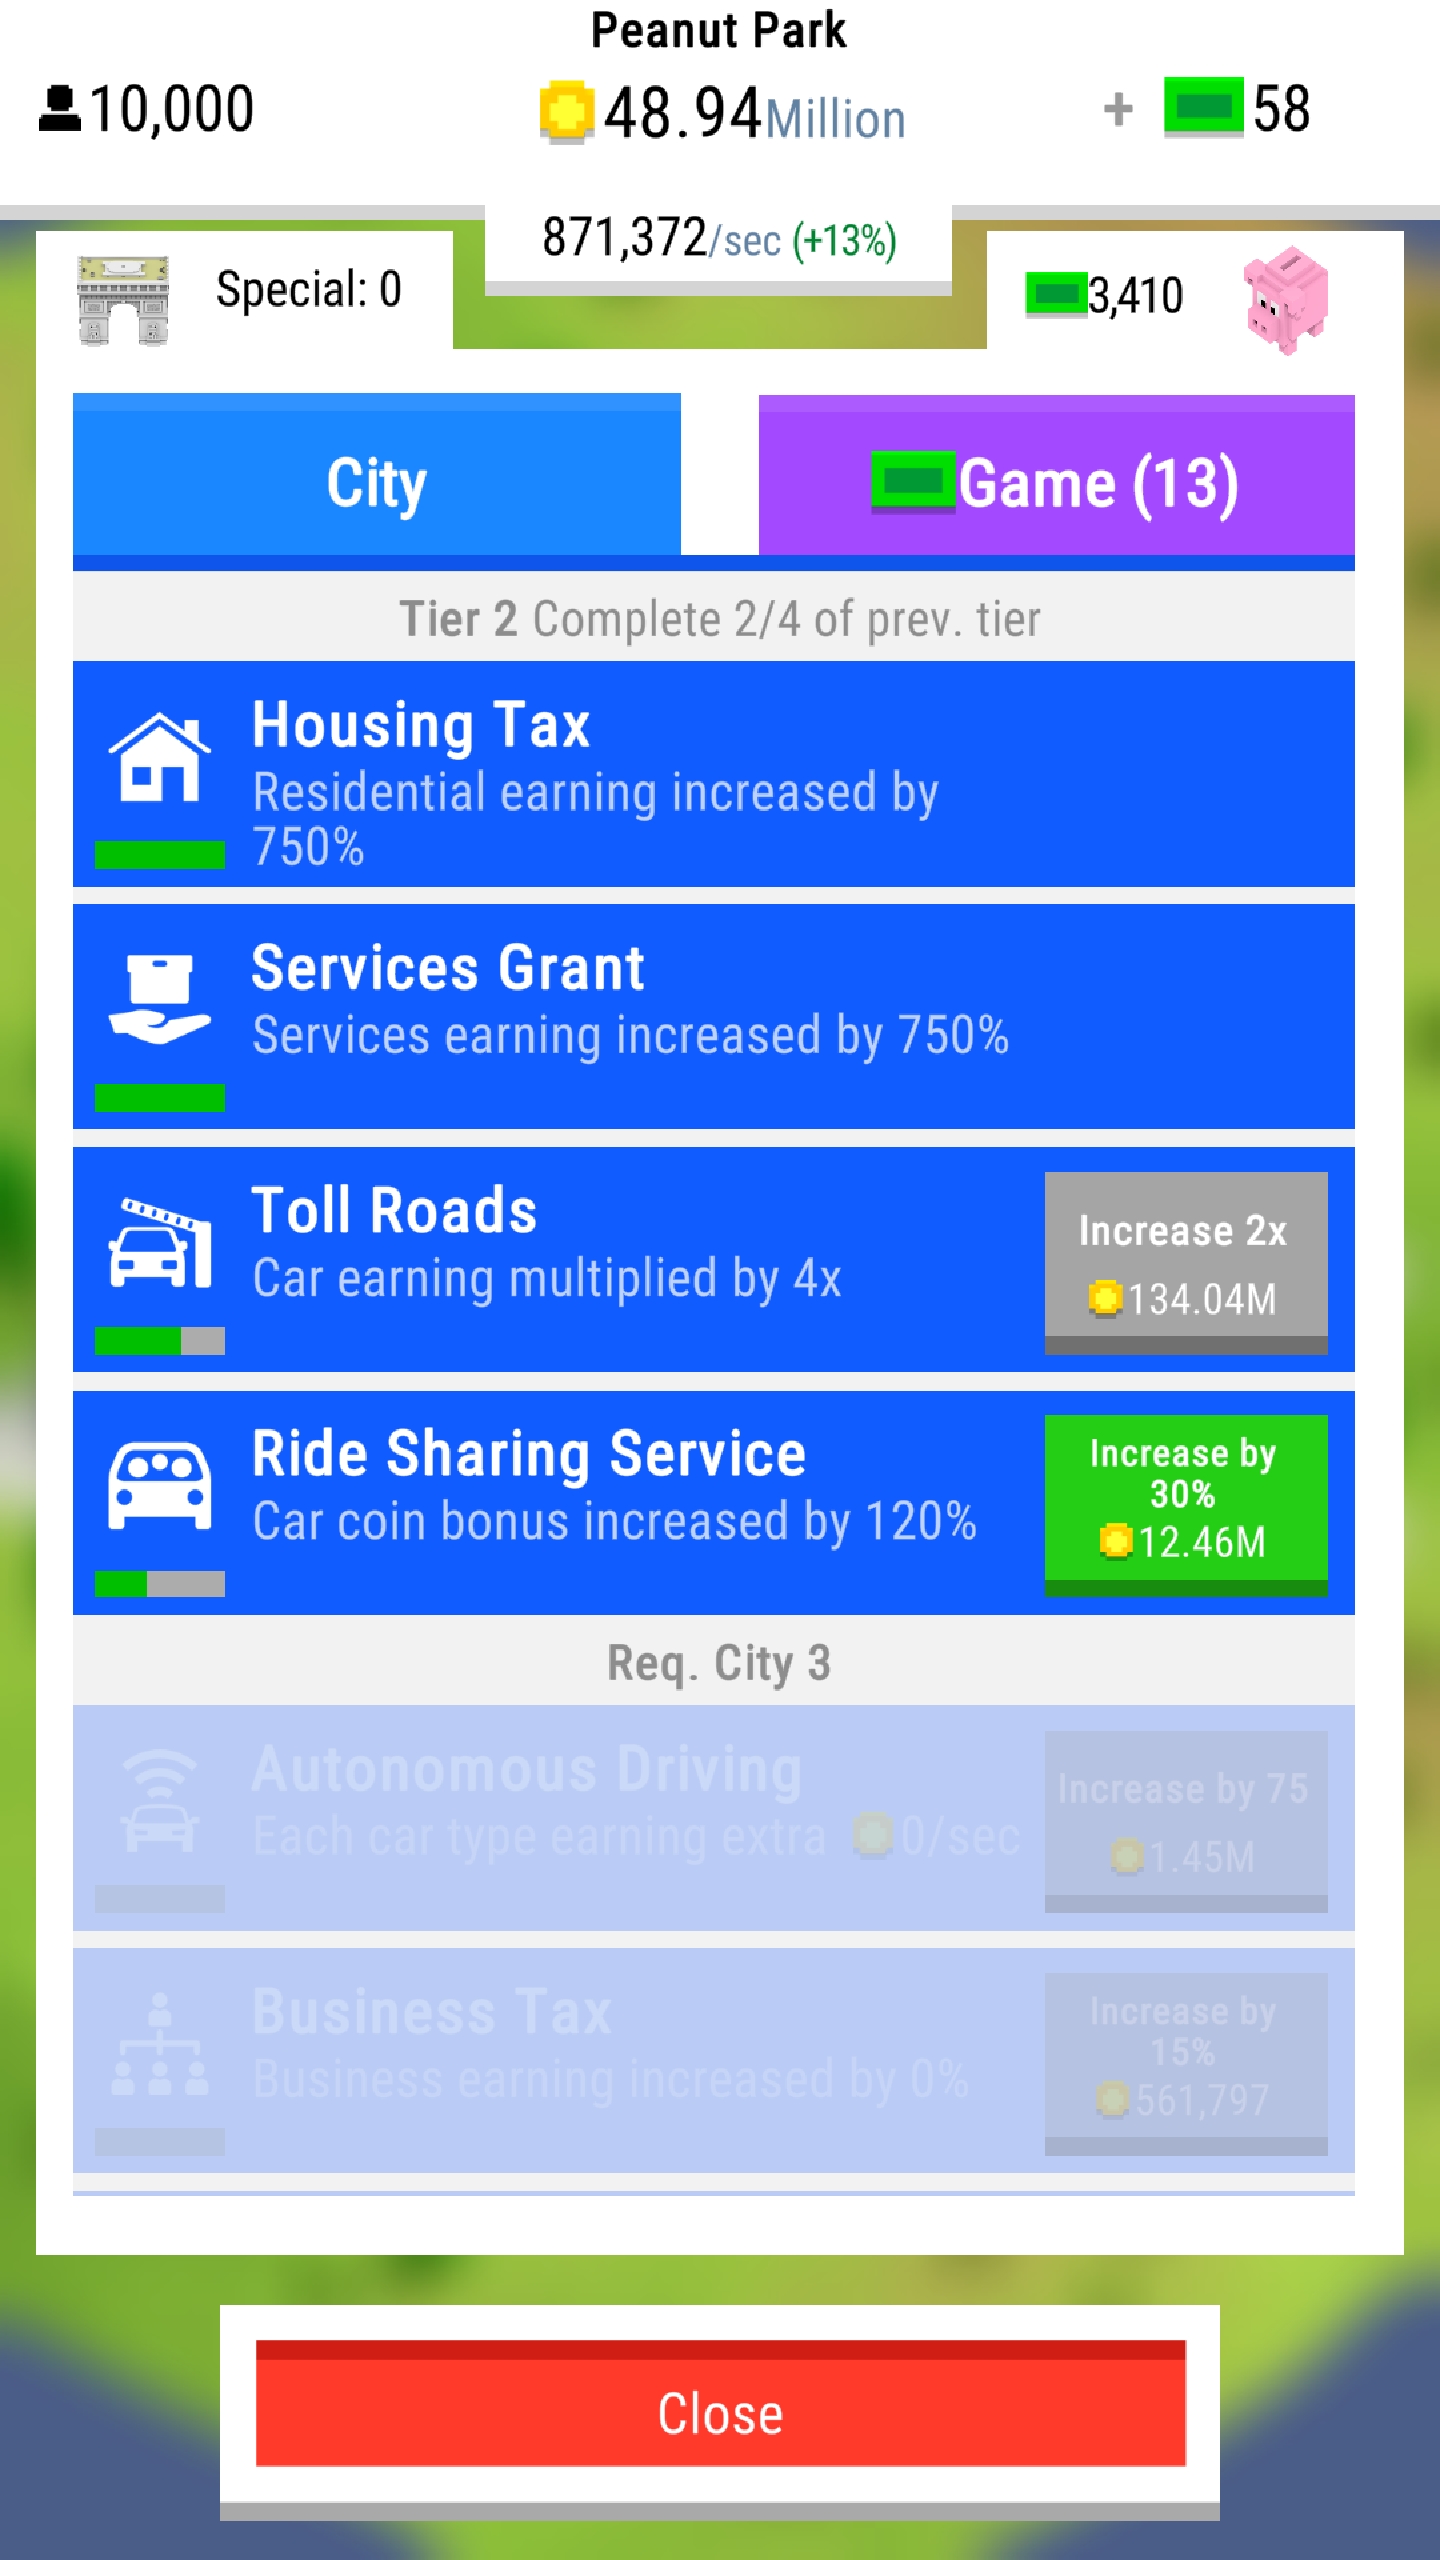 Peanut Park
10,000
48.94Million
+ 58
871,372/sec (+13%)
Special: 0
3,410
City
Game (13)
Tier 2 Complete 2/4 of prev. tier
Housing Tax
Residential earning increased by
750%
Services Grant
Services earning increased by 750%
Toll Roads
Car earning multiplied by 4x
Increase 2x
134.04M
Ride Sharing Service
Car coin bonus increased by 120%
Increase by
30%
12.46M
Req. City 3
Autonomous Driving
Each car type earning extra 0/sec
Increase by 75
1.45M
Business Tax
Business earning increased by 0%
Increase by
15%
561,797
Close